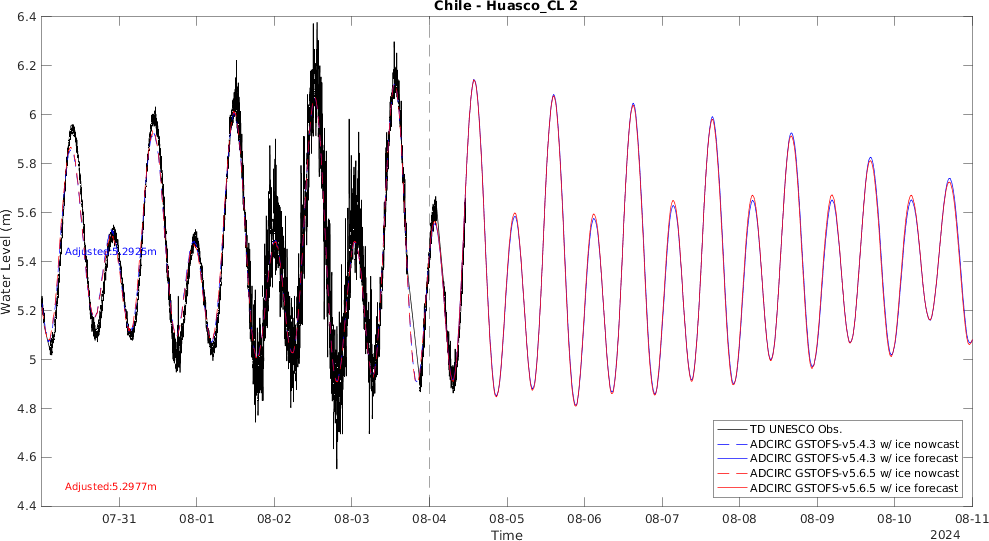 Chile - Huasco_CL 2
6.4
6.2
6
5.8
5.6
5.4
5.2
5
4.8
4.6
4.4
Water Level (m)
Adjusted:5.2925m
Adjusted:5.2977m
TD UNESCO Obs.
ADCIRC GSTOFS-v5.4.3 w/ ice nowcast
ADCIRC GSTOFS-v5.4.3 w/ ice forecast
ADCIRC GSTOFS-v5.6.5 w/ ice nowcast
ADCIRC GSTOFS-v5.6.5 w/ ice forecast
07-31 08-01 08-02 08-03 08-04 08-05 08-06 08-07 08-08 08-09 08-10 08-11
Time
2024